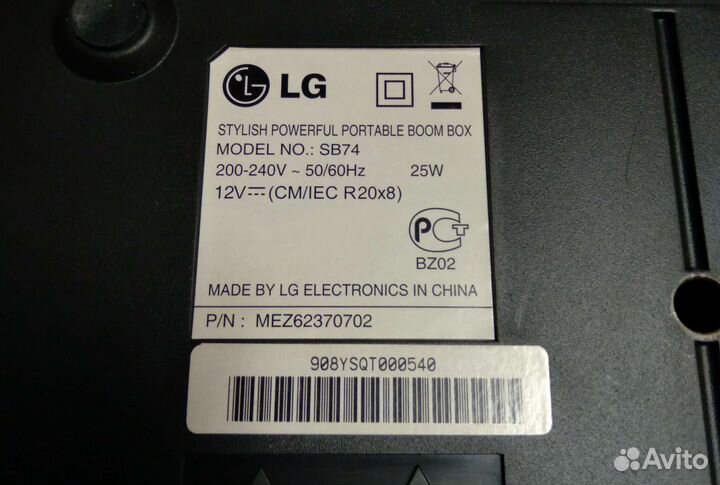 LG
STYLISH POWERFUL PORTABLE BOOM BOX
MODEL NO.: SB74
200-240V ~ 50/60Hz 25W
12V⎓(CM/IEC R20x8)
РСТ
BZ02
MADE BY LG ELECTRONICS IN CHINA
P/N : MEZ62370702
908YSQT000540
Avito